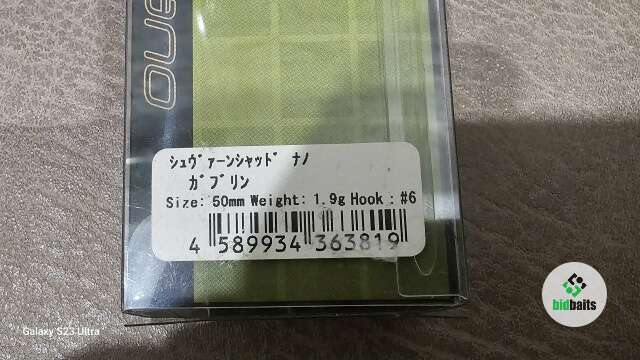 ONO
ｼｭｳﾞｧｰﾝｼｬｯﾄﾞ ﾅﾉ
ｶﾞﾌﾞﾘﾝ
Size: 50mm Weight: 1.9g Hook : #6
4 589934 363819
bidbaits
Galaxy S23 Ultra